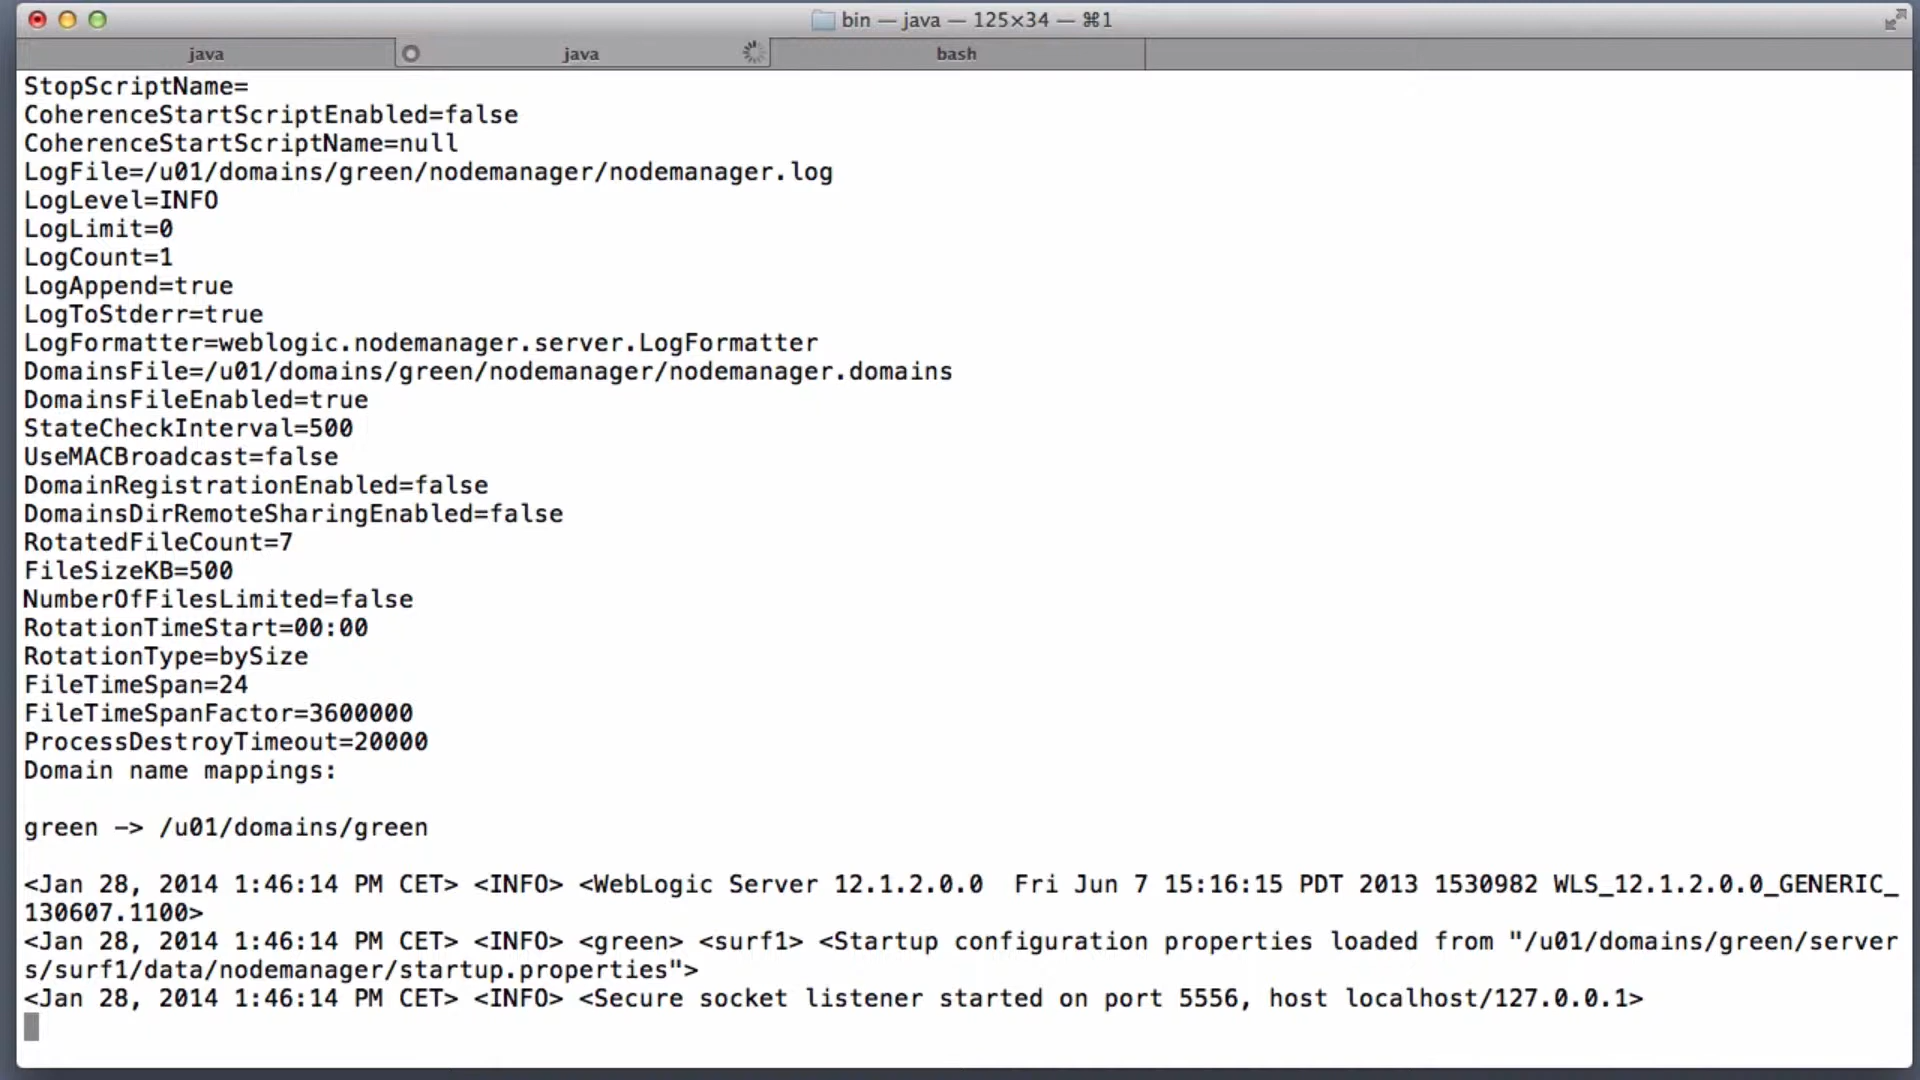 bin — java — 125×34 — ⌘1
java
java
bash
StopScriptName=
CoherenceStartScriptEnabled=false
CoherenceStartScriptName=null
LogFile=/u01/domains/green/nodemanager/nodemanager.log
LogLevel=INFO
LogLimit=0
LogCount=1
LogAppend=true
LogToStderr=true
LogFormatter=weblogic.nodemanager.server.LogFormatter
DomainsFile=/u01/domains/green/nodemanager/nodemanager.domains
DomainsFileEnabled=true
StateCheckInterval=500
UseMACBroadcast=false
DomainRegistrationEnabled=false
DomainsDirRemoteSharingEnabled=false
RotatedFileCount=7
FileSizeKB=500
NumberOfFilesLimited=false
RotationTimeStart=00:00
RotationType=bySize
FileTimeSpan=24
FileTimeSpanFactor=3600000
ProcessDestroyTimeout=20000
Domain name mappings:
green -> /u01/domains/green
<Jan 28, 2014 1:46:14 PM CET> <INFO> <WebLogic Server 12.1.2.0.0  Fri Jun 7 15:16:15 PDT 2013 1530982 WLS_12.1.2.0.0_GENERIC_
130607.1100>
<Jan 28, 2014 1:46:14 PM CET> <INFO> <green> <surf1> <Startup configuration properties loaded from "/u01/domains/green/server
s/surf1/data/nodemanager/startup.properties">
<Jan 28, 2014 1:46:14 PM CET> <INFO> <Secure socket listener started on port 5556, host localhost/127.0.0.1>